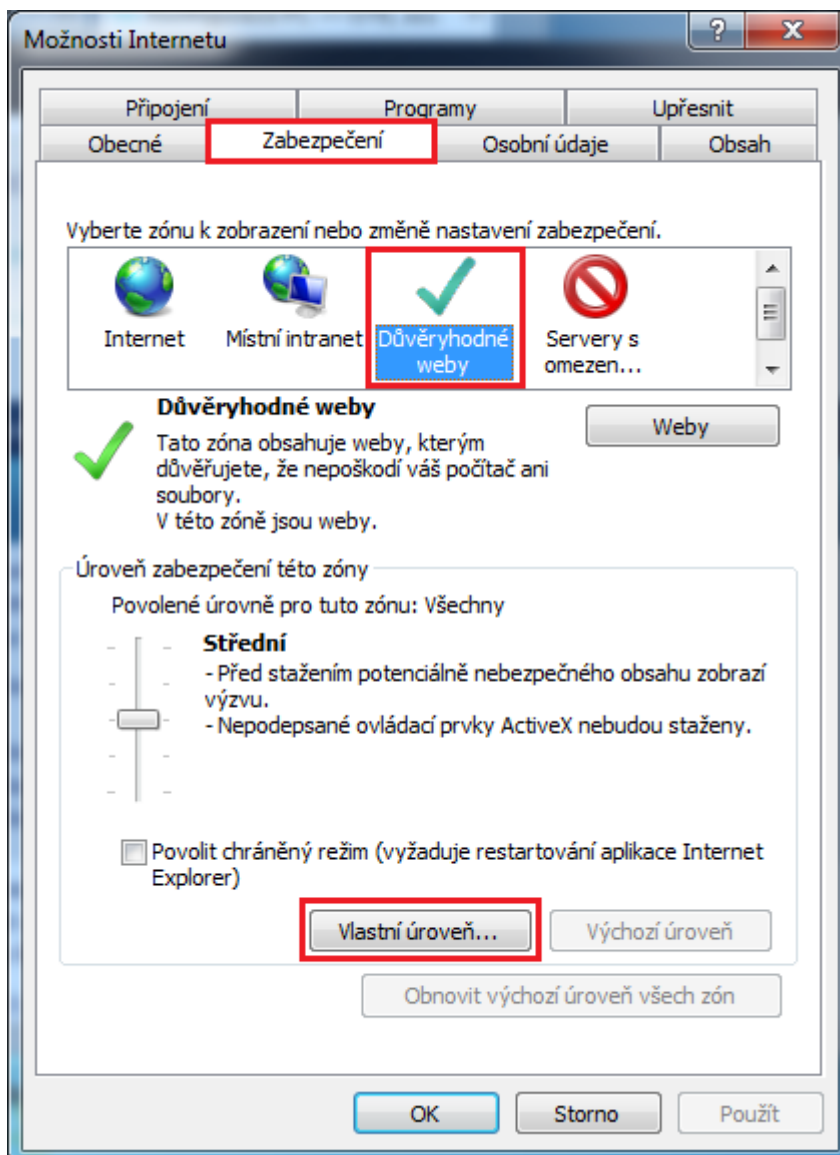 Možnosti Internetu
Připojení
Programy
Upřesnit
Obecné
Zabezpečení
Osobní údaje
Obsah
Vyberte zónu k zobrazení nebo změně nastavení zabezpečení.
Internet
Místní intranet
Důvěryhodné
weby
Servery s
omezen...
Důvěryhodné weby
Weby
Tato zóna obsahuje weby, kterým
důvěřujete, že nepoškodí váš počítač ani
soubory.
V této zóně jsou weby.
Úroveň zabezpečení této zóny
Povolené úrovně pro tuto zónu: Všechny
Střední
- Před stažením potenciálně nebezpečného obsahu zobrazí
výzvu.
- Nepodepsané ovládací prvky ActiveX nebudou staženy.
Povolit chráněný režim (vyžaduje restartování aplikace Internet
Explorer)
Vlastní úroveň...
Výchozí úroveň
Obnovit výchozí úroveň všech zón
OK
Storno
Použít